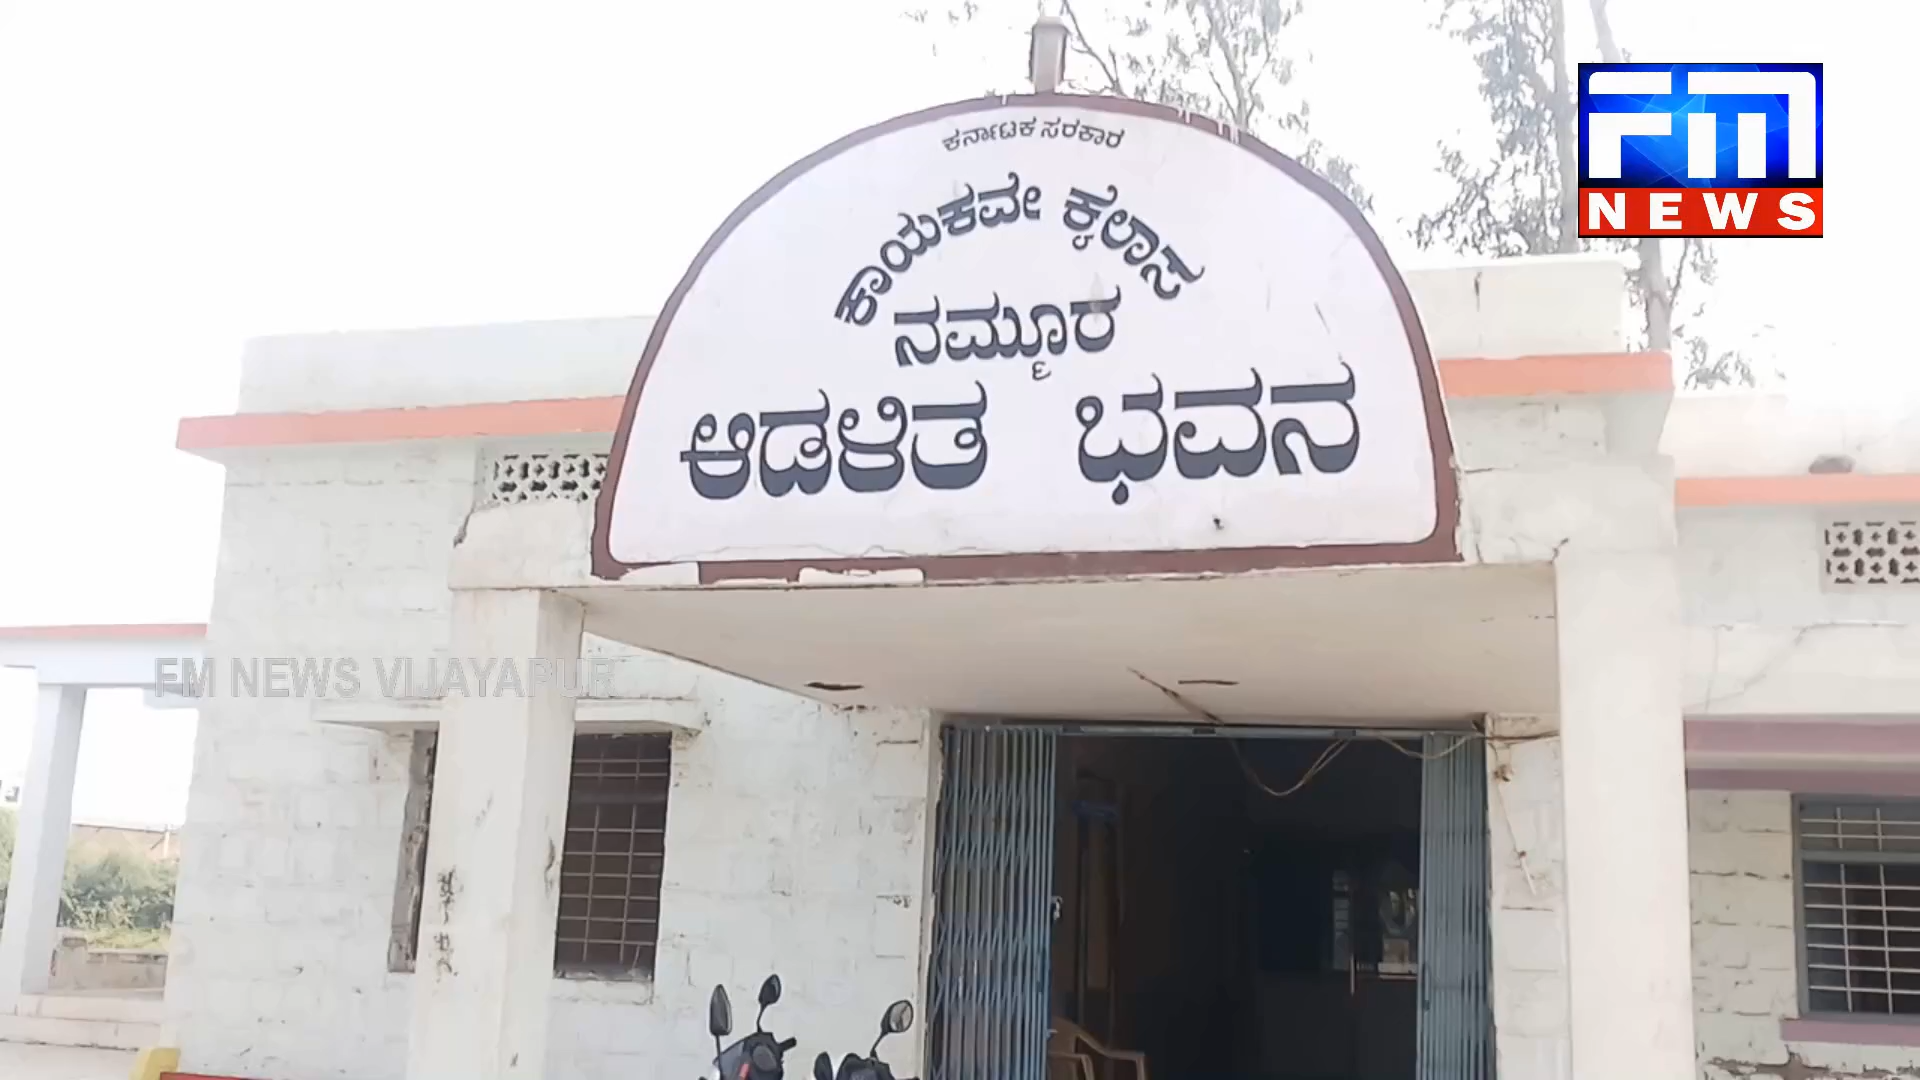 ಕರ್ನಾಟಕ ಸರಕಾರ
ಕಾಯಕವೇ ಕೈಲಾಸ
ನಮ್ಮೂರ
ಆಡಳಿತ ಭವನ
FM
NEWS
FM NEWS VIJAYAPUR